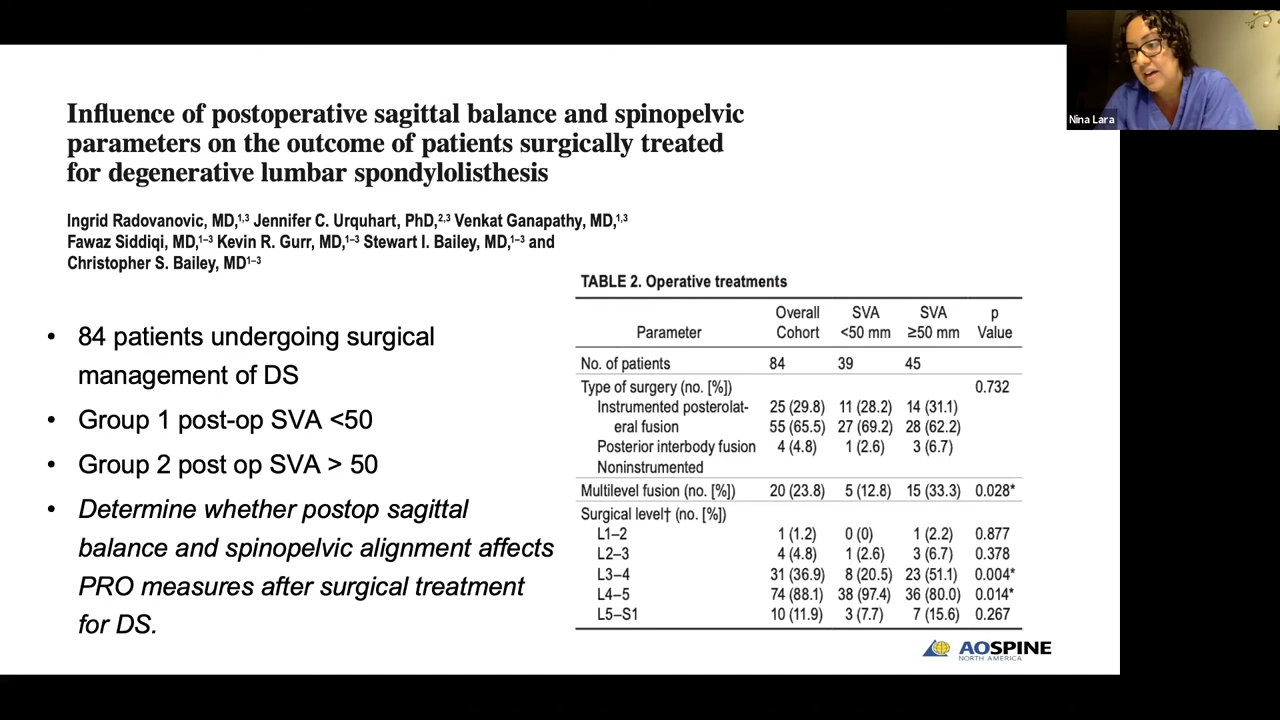 Nina Lara
Influence of postoperative sagittal balance and spinopelvic
parameters on the outcome of patients surgically treated
for degenerative lumbar spondylolisthesis
Ingrid Radovanovic, MD,1,3 Jennifer C. Urquhart, PhD,2,3 Venkat Ganapathy, MD,1,3
Fawaz Siddiqi, MD,1–3 Kevin R. Gurr, MD,1–3 Stewart I. Bailey, MD,1–3 and
Christopher S. Bailey, MD1–3
• 84 patients undergoing surgical
management of DS
• Group 1 post-op SVA <50
• Group 2 post op SVA > 50
• Determine whether postop sagittal
balance and spinopelvic alignment affects
PRO measures after surgical treatment
for DS.
TABLE 2. Operative treatments
Overall SVA SVA p
Parameter Cohort <50 mm ≥50 mm Value
No. of patients 84 39 45
Type of surgery (no. [%]) 0.732
Instrumented posterolat- 25 (29.8) 11 (28.2) 14 (31.1)
eral fusion 55 (65.5) 27 (69.2) 28 (62.2)
Posterior interbody fusion 4 (4.8) 1 (2.6) 3 (6.7)
Noninstrumented
Multilevel fusion (no. [%]) 20 (23.8) 5 (12.8) 15 (33.3) 0.028*
Surgical level† (no. [%])
L1–2 1 (1.2) 0 (0) 1 (2.2) 0.877
L2–3 4 (4.8) 1 (2.6) 3 (6.7) 0.378
L3–4 31 (36.9) 8 (20.5) 23 (51.1) 0.004*
L4–5 74 (88.1) 38 (97.4) 36 (80.0) 0.014*
L5–S1 10 (11.9) 3 (7.7) 7 (15.6) 0.267
AOSPINE
NORTH AMERICA